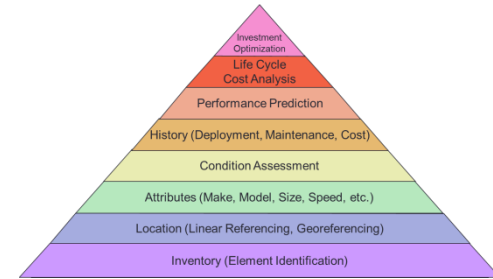 Investment
Optimization
Life Cycle
Cost Analysis
Performance Prediction
History (Deployment, Maintenance, Cost)
Condition Assessment
Attributes (Make, Model, Size, Speed, etc.)
Location (Linear Referencing, Georeferencing)
Inventory (Element Identification)